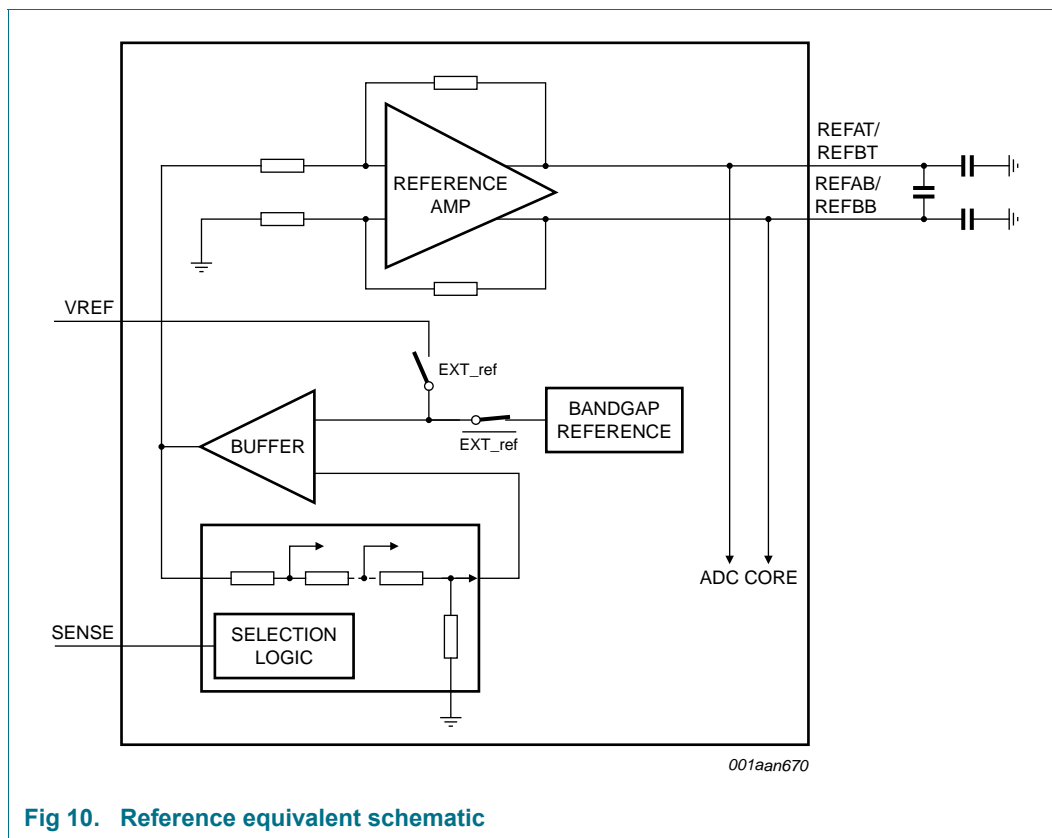 REFERENCE
AMP
REFAT/
REFBT
REFAB/
REFBB
VREF
EXT_ref
BANDGAP
REFERENCE
EXT_ref
BUFFER
ADC CORE
SENSE
SELECTION
LOGIC
001aan670
Fig 10. Reference equivalent schematic